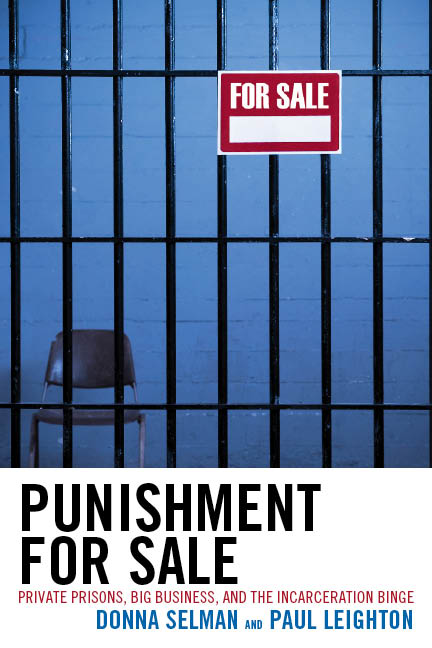 FOR SALE
PUNISHMENT
FOR SALE
PRIVATE PRISONS, BIG BUSINESS, AND THE INCARCERATION BINGE
DONNA SELMAN AND PAUL LEIGHTON